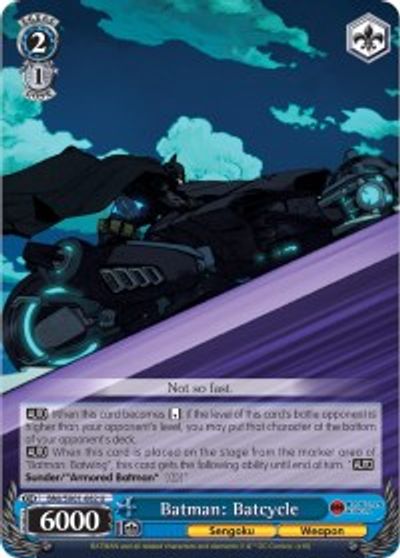 2
1
Not so fast.
AUTO When this card becomes , if the level of this card's battle opponent is
higher than your opponent's level, you may put that character at the bottom
of your opponent's deck.
AUTO When this card is placed on the stage from the marker area of
"Batman: Batwing", this card gets the following ability until end of turn. "AUTO
Sunder/"Armored Batman"
6000
Batman: Batcycle
Sengoku
Weapon